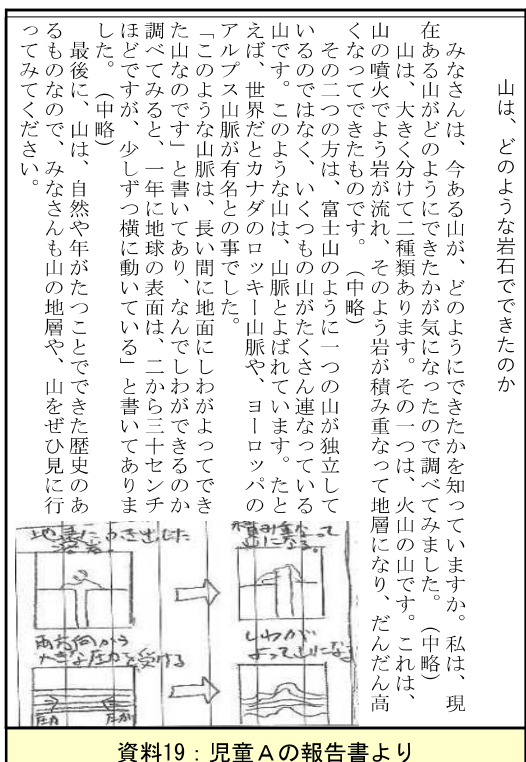 山は、どのような岩石でできたのか
みなさんは、今ある山が、どのようにできたかを知っていますか。私は、現
在ある山がどのようにできたかが気になったので調べてみました。（中略）
山は、大きく分けて二種類あります。その一つは、火山の山です。これは、
山の噴火でよう岩が流れ、そのよう岩が積み重なって地層になり、だんだん高
くなってできたものです。（中略）
その二つの方は、富士山のように一つの山が独立して
いるのではなく、いくつもの山がたくさん連なっている
山です。このような山は、山脈とよばれています。たと
えば、世界だとカナダのロッキー山脈や、ヨーロッパの
アルプス山脈が有名との事でした。
「このような山脈は、長い間に地面にしわがよってでき
た山なのです」と書いてあり、なんでしわができるのか
調べてみると、一年に地球の表面は、二から三十センチ
ほどですが、少しずつ横に動いている」と書いてありま
した。（中略）
最後に、山は、自然や年がたつことでできた歴史のあ
るものなので、みなさんも山の地層や、山をぜひ見に行
ってみてください。
積み重なって
山になる。
両方向から
大きな圧力を受ける
しわが
よって山になる
資料19：児童Ａの報告書より